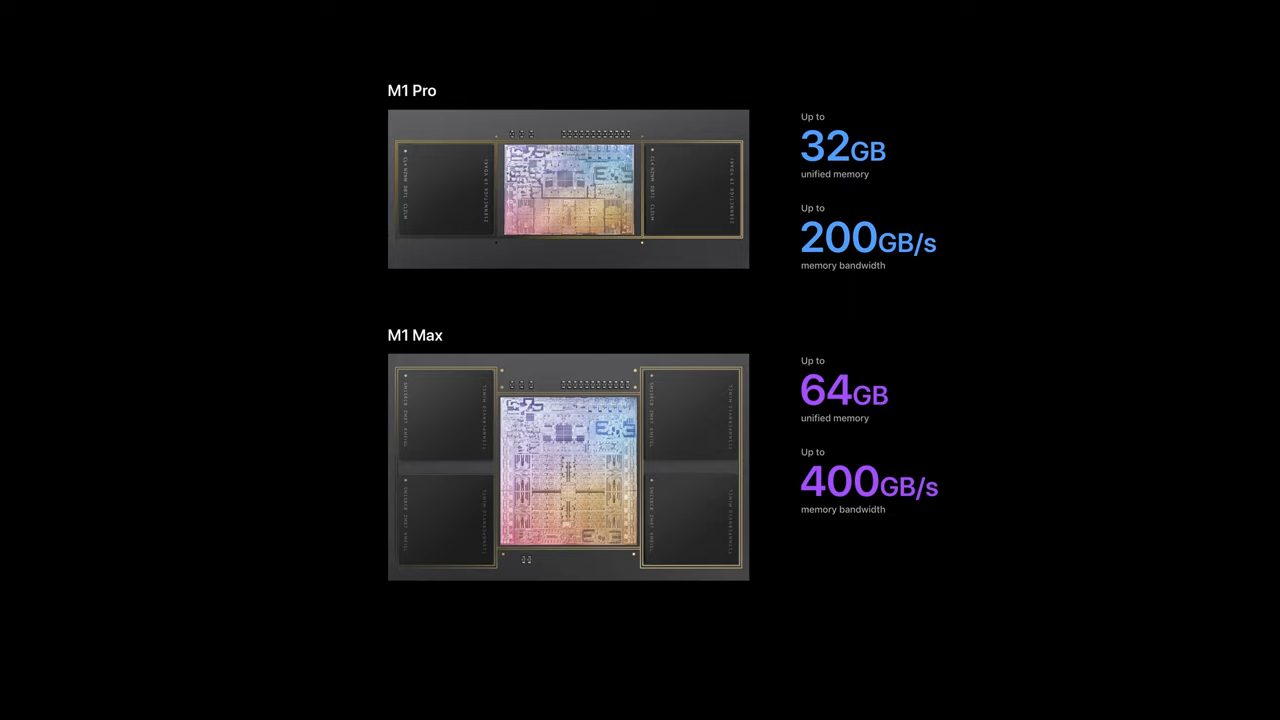 M1 Pro
Up to
32GB
unified memory
Up to
200GB/s
memory bandwidth
M1 Max
Up to
64GB
unified memory
Up to
400GB/s
memory bandwidth